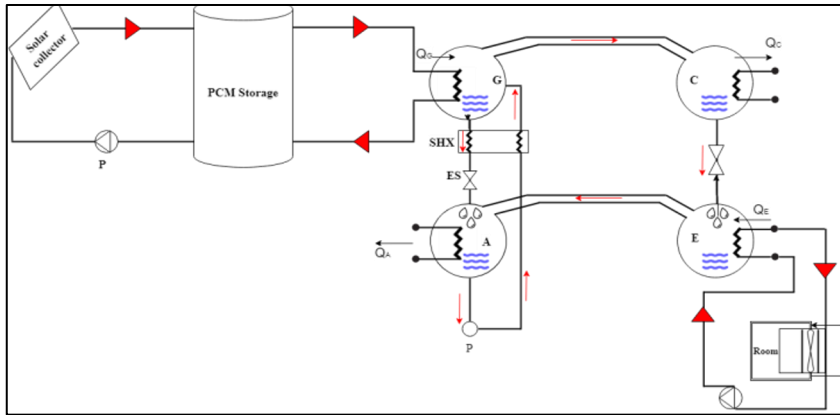 Solar
collector
PCM Storage
P
QG
G
SHX
ES
A
QA
P
C
QC
E
QE
Room